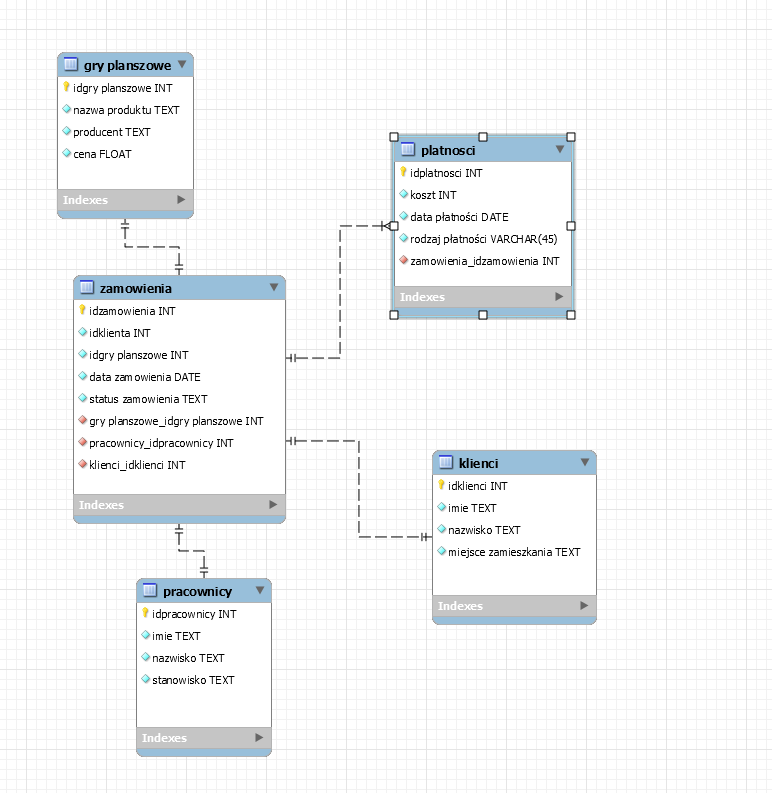 gry planszowe
idgry planszowe INT
nazwa produktu TEXT
producent TEXT
cena FLOAT
Indexes
platnosci
idplatnosci INT
koszt INT
data płatności DATE
rodzaj płatności VARCHAR(45)
zamowienia_idzamowienia INT
Indexes
zamowienia
idzamowienia INT
idklienta INT
idgry planszowe INT
data zamowienia DATE
status zamowienia TEXT
gry planszowe_idgry planszowe INT
pracownicy_idpracownicy INT
klienci_idklienci INT
Indexes
klienci
idklienci INT
imie TEXT
nazwisko TEXT
miejsce zamieszkania TEXT
Indexes
pracownicy
idpracownicy INT
imie TEXT
nazwisko TEXT
stanowisko TEXT
Indexes